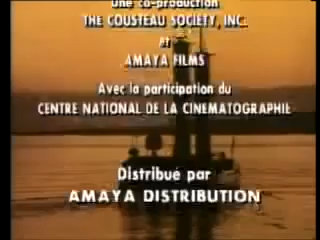 Une co-production
THE COUSTEAU SOCIETY, INC.
et
AMAYA FILMS
Avec la participation du
CENTRE NATIONAL DE LA CINEMATOGRAPHIE
Distribué par
AMAYA DISTRIBUTION